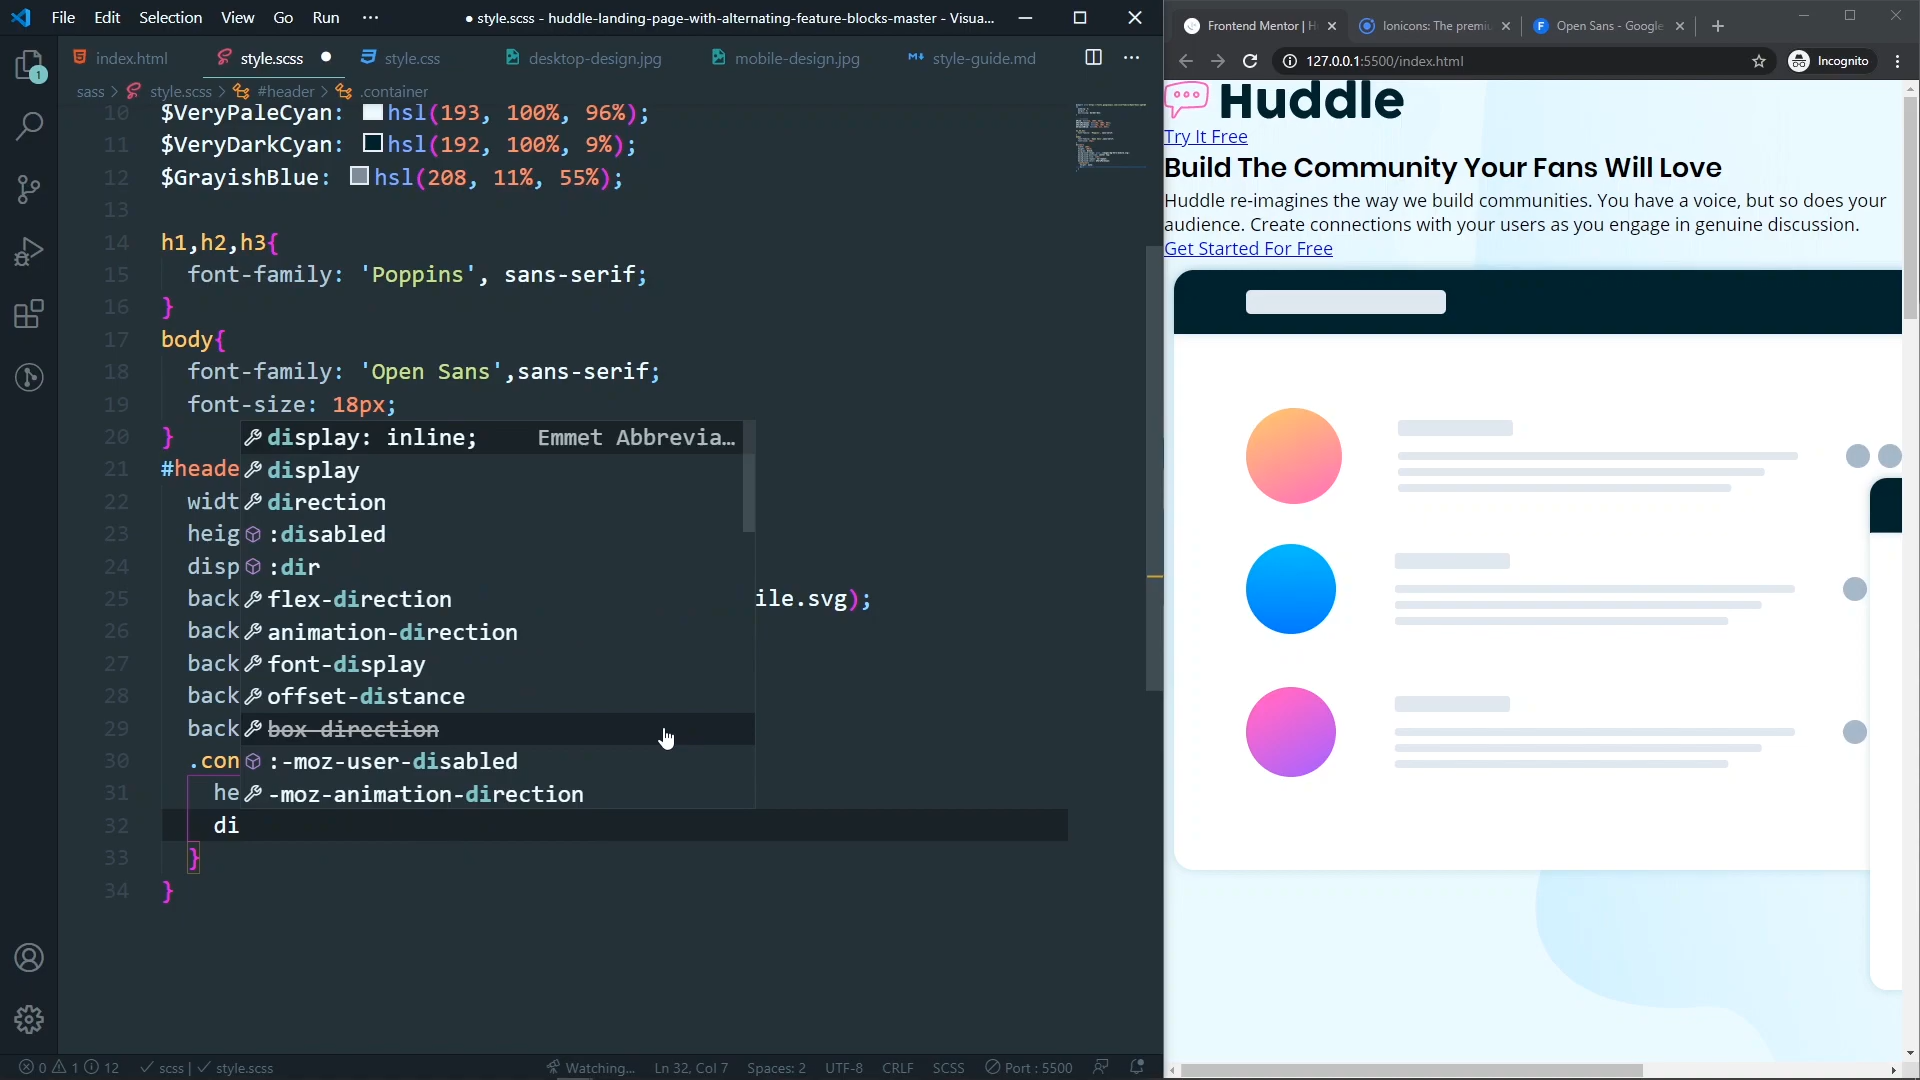 File Edit Selection View Go Run ···
● style.scss - huddle-landing-page-with-alternating-feature-blocks-master - Visua...
index.html style.scss style.css desktop-design.jpg mobile-design.jpg style-guide.md
sass > style.scss > #header > .container
10 $VeryPaleCyan: hsl(193, 100%, 96%);
11 $VeryDarkCyan: hsl(192, 100%, 9%);
12 $GrayishBlue: hsl(208, 11%, 55%);
13
14 h1,h2,h3{
15 font-family: 'Poppins', sans-serif;
16 }
17 body{
18 font-family: 'Open Sans',sans-serif;
19 font-size: 18px;
20 }
21 #heade
22 widt
23 heig
24 disp
25 back ile.svg);
26 back
27 back
28 back
29 back
30 .con
31 he
32 di
33 }
34 }
display: inline; Emmet Abbrevia...
display
direction
:disabled
:dir
flex-direction
animation-direction
font-display
offset-distance
box-direction
:-moz-user-disabled
-moz-animation-direction
1
0 1 12 scss | style.scss Watching... Ln 32, Col 7 Spaces: 2 UTF-8 CRLF SCSS Port : 5500
Frontend Mentor | H Ionicons: The premiu Open Sans - Google
127.0.0.1:5500/index.html Incognito
Huddle
Try It Free
Build The Community Your Fans Will Love
Huddle re-imagines the way we build communities. You have a voice, but so does your
audience. Create connections with your users as you engage in genuine discussion.
Get Started For Free